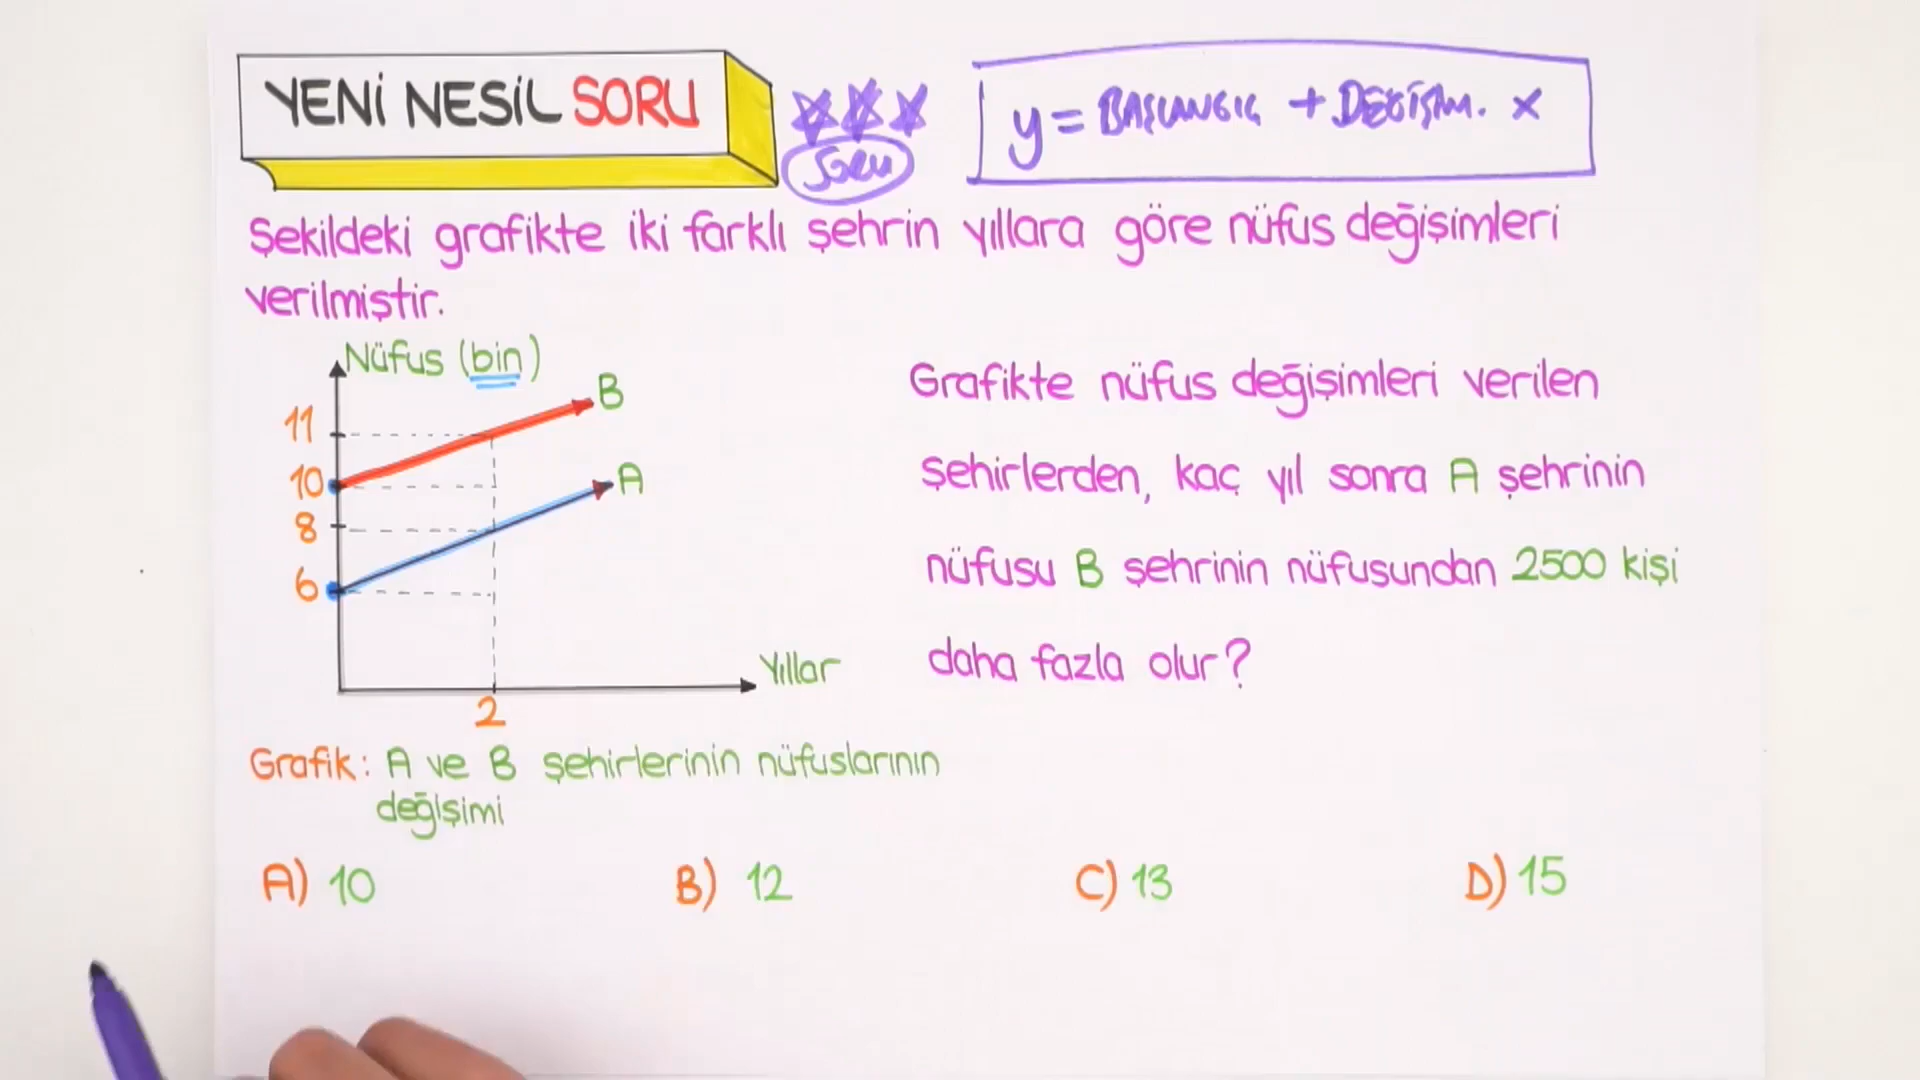 YENİ NESİL SORU
SORU
y = BAŞLANGIÇ + DEĞİŞİM . X
Şekildeki grafikte iki farklı şehrin yıllara göre nüfus değişimleri
verilmiştir.
Nüfus (bin)
B
11
A
10
8
6
Yıllar
2
Grafikte nüfus değişimleri verilen
şehirlerden, kaç yıl sonra A şehrinin
nüfusu B şehrinin nüfusundan 2500 kişi
daha fazla olur?
Grafik: A ve B şehirlerinin nüfuslarının
değişimi
A) 10
B) 12
C) 13
D) 15